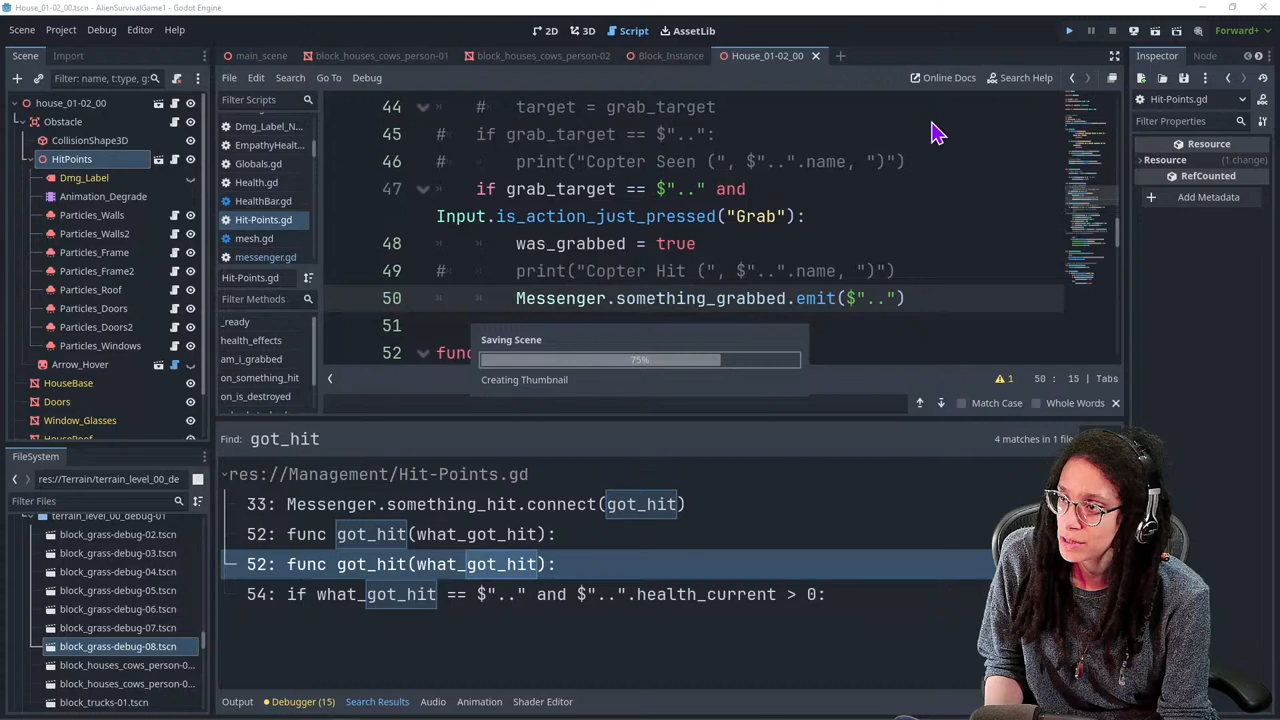 House_01-02_00.tscn - AlienSurvivalGame1 - Godot Engine
Scene Project Debug Editor Help
2D 3D Script AssetLib
Forward+
Scene Import
main_scene block_houses_cows_person-01 block_houses_cows_person-02 Block_Instance House_01-02_00
Inspector Node
Filter: name, t:type, g:
File Edit Search Go To Debug
Online Docs Search Help
house_01-02_00
Obstacle
CollisionShape3D
HitPoints
Dmg_Label
Animation_Degrade
Particles_Walls
Particles_Walls2
Particles_Frame
Particles_Frame2
Particles_Roof
Particles_Doors
Particles_Doors2
Particles_Windows
Arrow_Hover
HouseBase
Doors
Window_Glasses
HouseRoof
Filter Scripts
Dmg_Label_N...
EmpathyHealt...
Globals.gd
Health.gd
HealthBar.gd
Hit-Points.gd
mesh.gd
messenger.gd
Hit-Points.gd
Filter Methods
_ready
health_effects
am_i_grabbed
on_something_hit
on_is_destroyed
44 # target = grab_target
45 # if grab_target == $"..":
46 # print("Copter Seen (", $"..".name, ")")
47 if grab_target == $".." and
Input.is_action_just_pressed("Grab"):
48 was_grabbed = true
49 # print("Copter Hit (", $"..".name, ")")
50 Messenger.something_grabbed.emit($"..")
51
52 func
Saving Scene
75%
Creating Thumbnail
1 50 : 15 | Tabs
Match Case Whole Words
Hit-Points.gd
Filter Properties
Resource
Resource (1 change)
RefCounted
Add Metadata
FileSystem
res://Terrain/terrain_level_00_de
Filter Files
terrain_level_00_debug-01
block_grass-debug-02.tscn
block_grass-debug-03.tscn
block_grass-debug-04.tscn
block_grass-debug-05.tscn
block_grass-debug-06.tscn
block_grass-debug-07.tscn
block_grass-debug-08.tscn
block_houses_cows_person-0...
block_houses_cows_person-0...
block_trucks-01.tscn
Find: got_hit
4 matches in 1 file
res://Management/Hit-Points.gd
33: Messenger.something_hit.connect(got_hit)
52: func got_hit(what_got_hit):
52: func got_hit(what_got_hit):
54: if what_got_hit == $".." and $"..".health_current > 0:
Output Debugger (15) Search Results Audio Animation Shader Editor